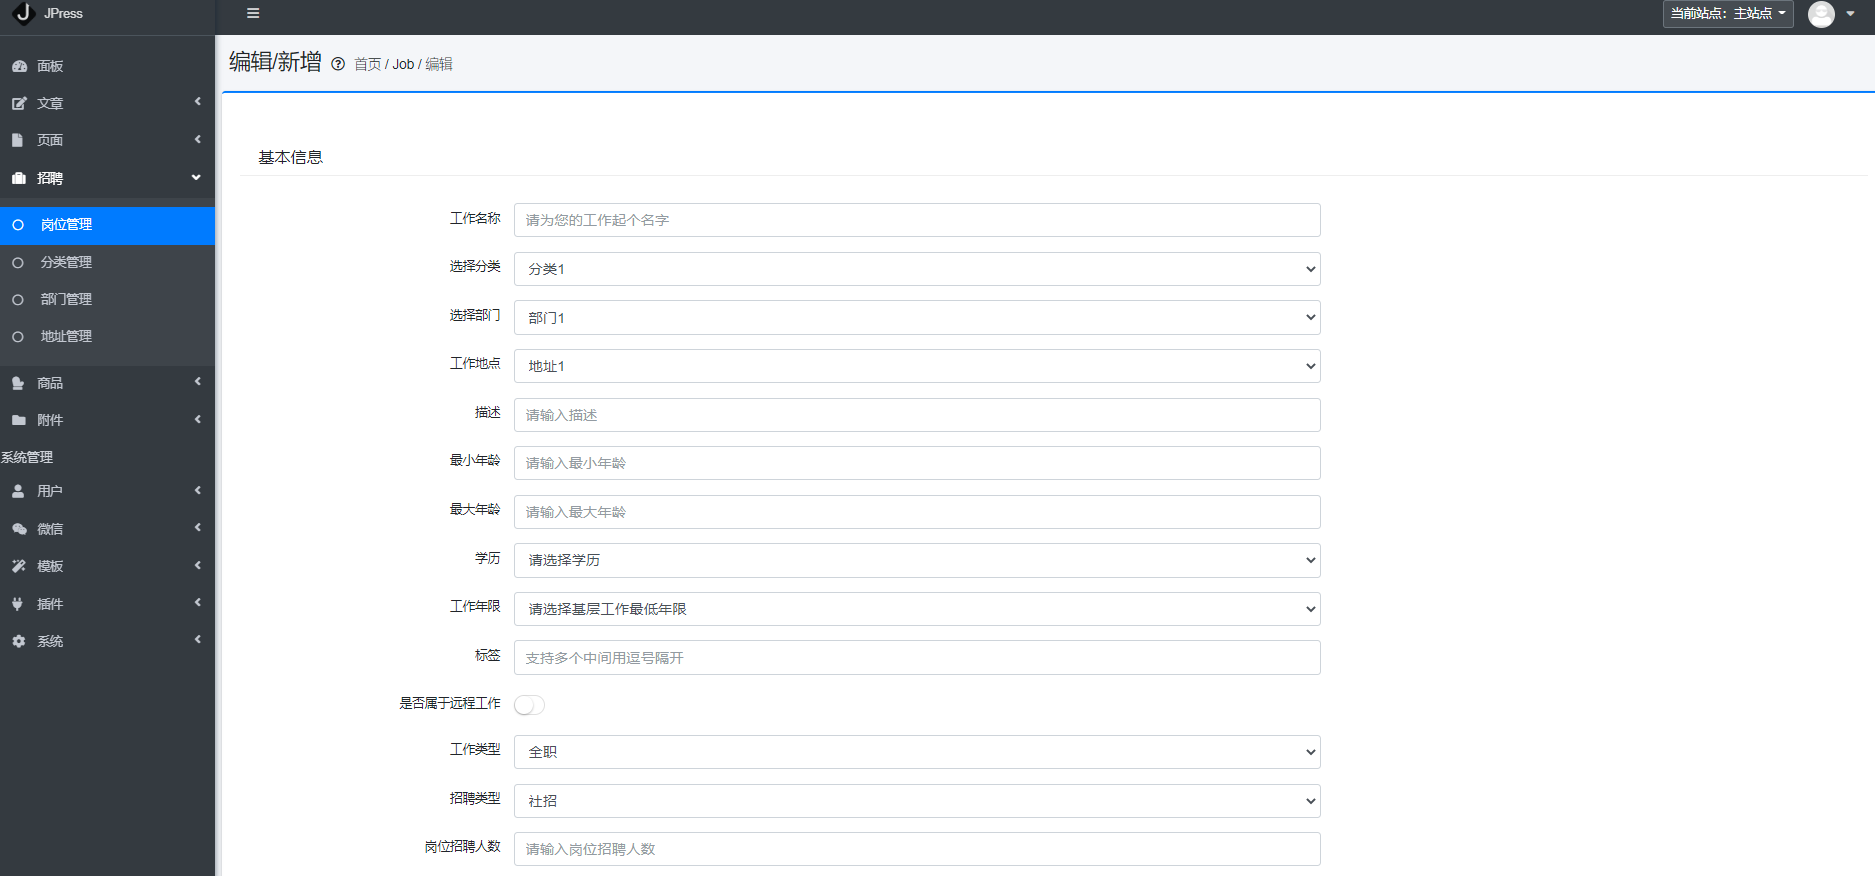 JPress
当前站点：主站点
面板
文章
页面
招聘
岗位管理
分类管理
部门管理
地址管理
商品
附件
系统管理
用户
微信
模板
插件
系统
编辑/新增 首页 / Job / 编辑
基本信息
工作名称 请为您的工作起个名字
选择分类 分类1
选择部门 部门1
工作地点 地址1
描述 请输入描述
最小年龄 请输入最小年龄
最大年龄 请输入最大年龄
学历 请选择学历
工作年限 请选择基层工作最低年限
标签 支持多个中间用逗号隔开
是否属于远程工作
工作类型 全职
招聘类型 社招
岗位招聘人数 请输入岗位招聘人数